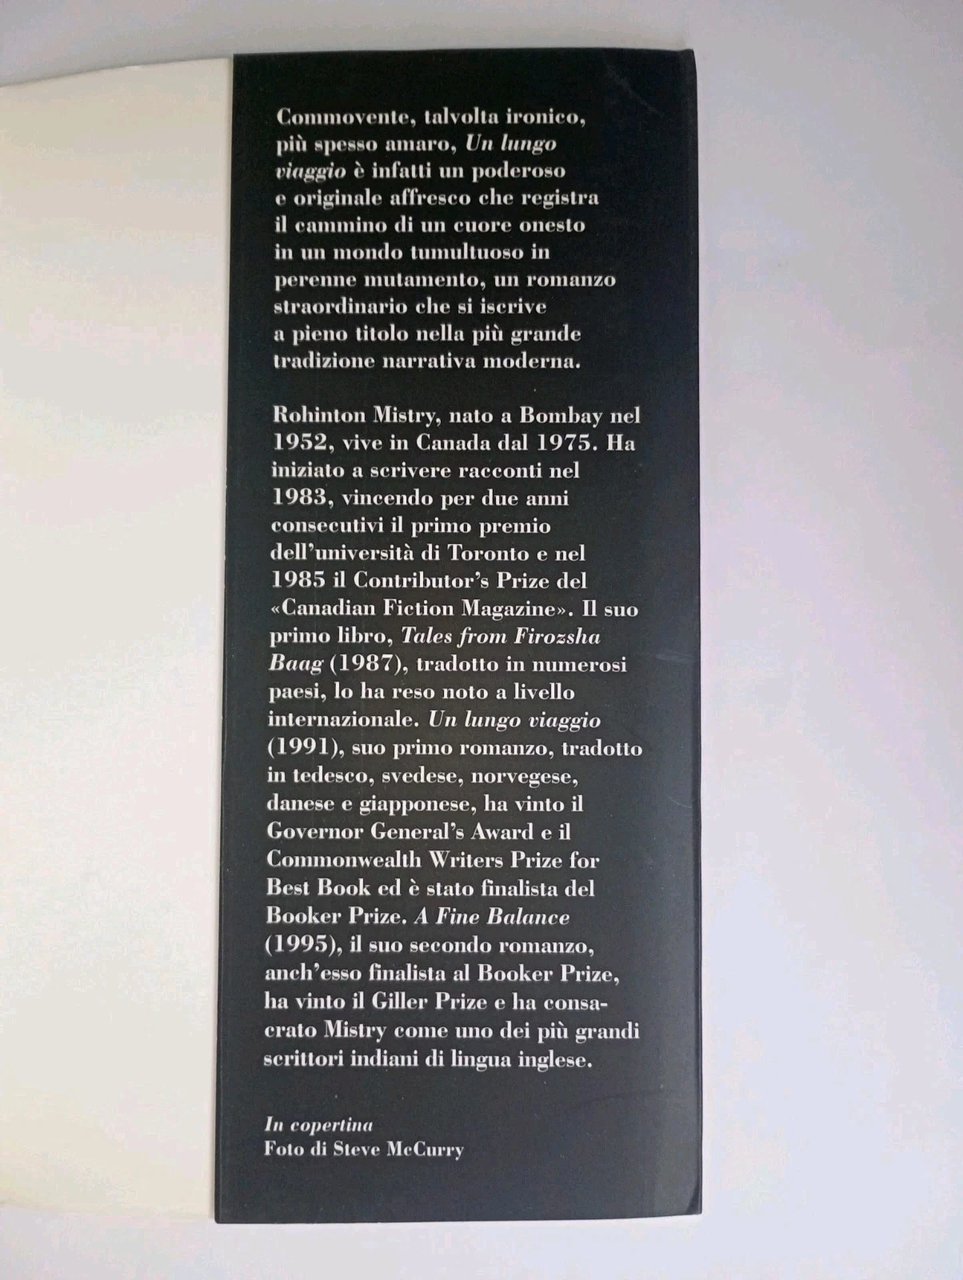 Commovente, talvolta ironico,
più spesso amaro, Un lungo
viaggio è infatti un poderoso
e originale affresco che registra
il cammino di un cuore onesto
in un mondo tumultuoso in
perenne mutamento, un romanzo
straordinario che si iscrive
a pieno titolo nella più grande
tradizione narrativa moderna.
Rohinton Mistry, nato a Bombay nel
1952, vive in Canada dal 1975. Ha
iniziato a scrivere racconti nel
1983, vincendo per due anni
consecutivi il primo premio
dell'università di Toronto e nel
1985 il Contributor's Prize del
«Canadian Fiction Magazine». Il suo
primo libro, Tales from Firozsha
Baag (1987), tradotto in numerosi
paesi, lo ha reso noto a livello
internazionale. Un lungo viaggio
(1991), suo primo romanzo, tradotto
in tedesco, svedese, norvegese,
danese e giapponese, ha vinto il
Governor General's Award e il
Commonwealth Writers Prize for
Best Book ed è stato finalista del
Booker Prize. A Fine Balance
(1995), il suo secondo romanzo,
anch'esso finalista al Booker Prize,
ha vinto il Giller Prize e ha consa-
crato Mistry come uno dei più grandi
scrittori indiani di lingua inglese.
In copertina
Foto di Steve McCurry